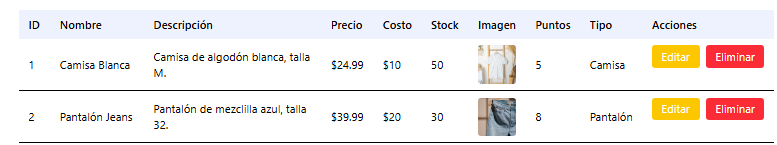 ID Nombre Descripción Precio Costo Stock Imagen Puntos Tipo Acciones
1 Camisa Blanca Camisa de algodón blanca, talla M. $24.99 $10 50 5 Camisa Editar Eliminar
2 Pantalón Jeans Pantalón de mezclilla azul, talla 32. $39.99 $20 30 8 Pantalón Editar Eliminar